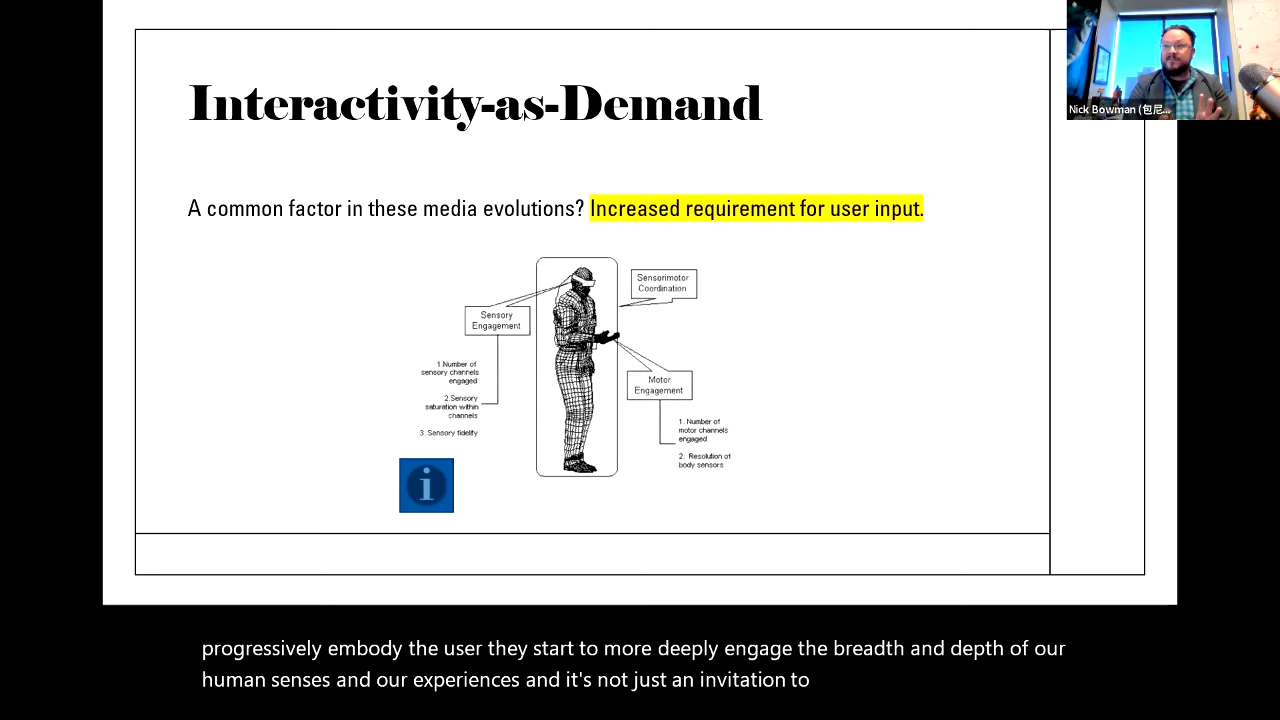 Interactivity-as-Demand
Nick Bowman (包尼...
A common factor in these media evolutions? Increased requirement for user input.
Sensorimotor
Coordination
Sensory
Engagement
1.Number of
sensory channels
engaged
2.Sensory
saturation within
channels
3. Sensory fidelity
Motor
Engagement
1. Number of
motor channels
engaged
2. Resolution of
body sensors
i
progressively embody the user they start to more deeply engage the breadth and depth of our
human senses and our experiences and it's not just an invitation to